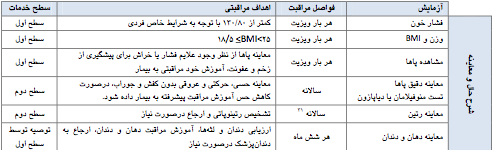 آزمایش فواصل مراقبت اهداف مراقبتی سطح خدمات
شرح حال و معاینه
فشار خون هر بار ویزیت کمتر از ۱۳۰/۸۰ با توجه به شرایط خاص فردی سطح اول
وزن و BMI هر بار ویزیت ۱۸/۵ ≤BMI<۲۵ سطح اول
مشاهده پاها هر بار ویزیت معاینه پاها از نظر وجود علایم فشار یا خراش برای پیشگیری از سطح اول
زخم و عفونت، آموزش خود مراقبتی به بیمار
معاینه دقیق پاها سالانه معاینه حسی، حرکتی و عروقی بدون کفش و جوراب، درصورت سطح دوم
تست منوفیلامان یا دیاپازون کاهش حس آموزش مراقبت پیشرفته به بیمار داده شود.
معاینه رتین سالانه ۳۱ تشخیص رتینوپاتی و ارجاع درصورت نیاز سطح دوم
معاینه دهان و دندان هر شش ماه ارزیابی دندان و لثه‌ها، آموزش مراقبت دهان و دندان، ارجاع به توصیه توسط
دندان‌پزشک درصورت نیاز سطح اول